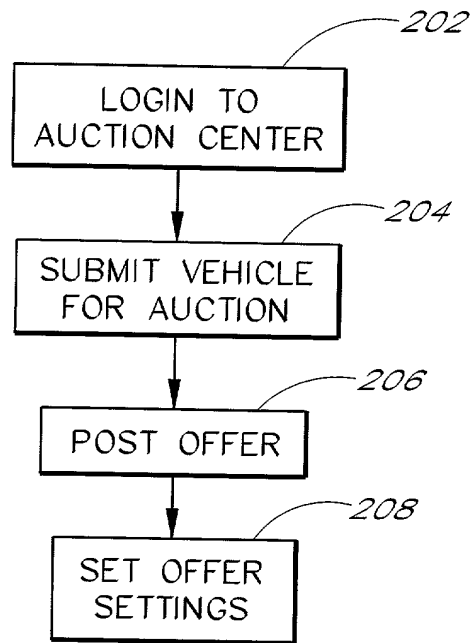 202
LOGIN TO
AUCTION CENTER
204
SUBMIT VEHICLE
FOR AUCTION
206
POST OFFER
208
SET OFFER
SETTINGS